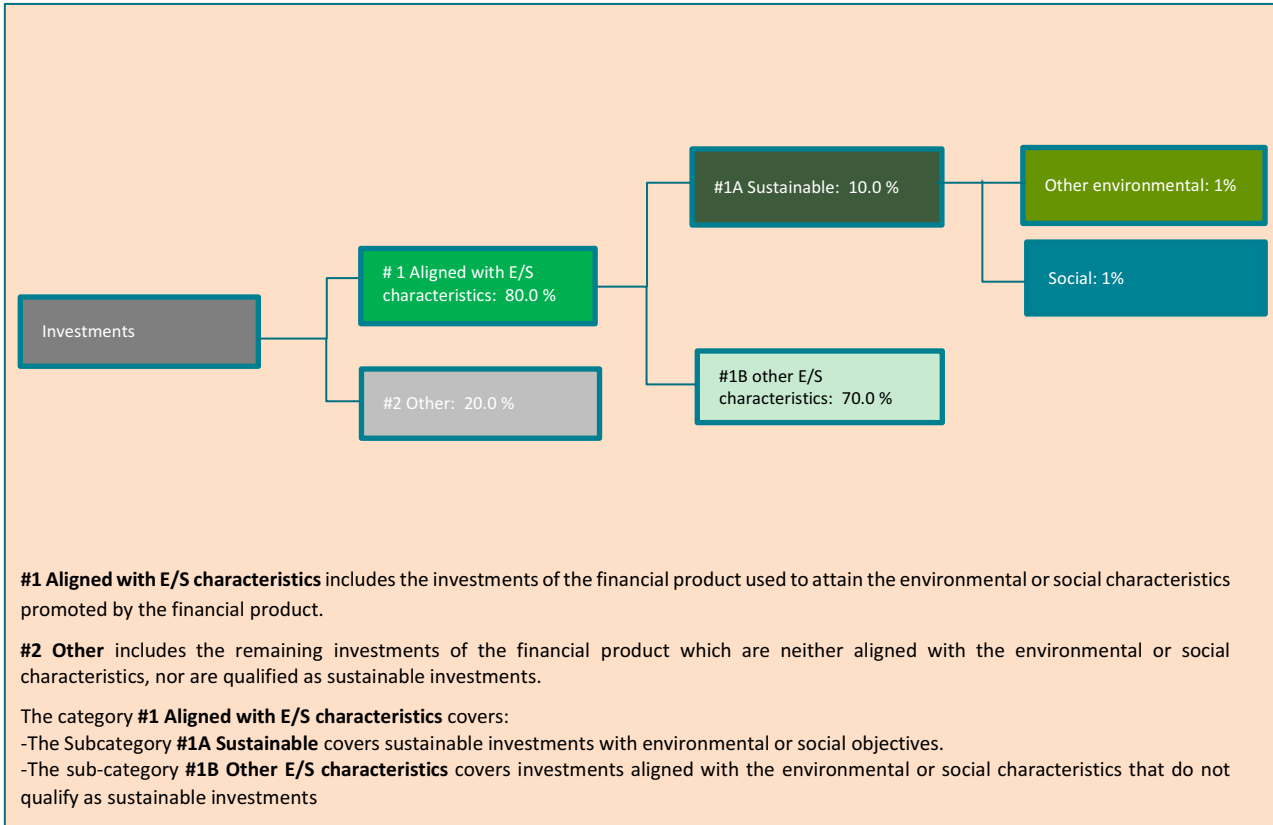 #1A Sustainable:  10.0 %
Other environmental: 1%
# 1 Aligned with E/S
characteristics:  80.0 %
Social: 1%
Investments
#2 Other:  20.0 %
#1B other E/S
characteristics:  70.0 %
#1 Aligned with E/S characteristics includes the investments of the financial product used to attain the environmental or social characteristics
promoted by the financial product.
#2 Other includes the remaining investments of the financial product which are neither aligned with the environmental or social
characteristics, nor are qualified as sustainable investments.
The category #1 Aligned with E/S characteristics covers:
-The Subcategory #1A Sustainable covers sustainable investments with environmental or social objectives.
-The sub-category #1B Other E/S characteristics covers investments aligned with the environmental or social characteristics that do not
qualify as sustainable investments